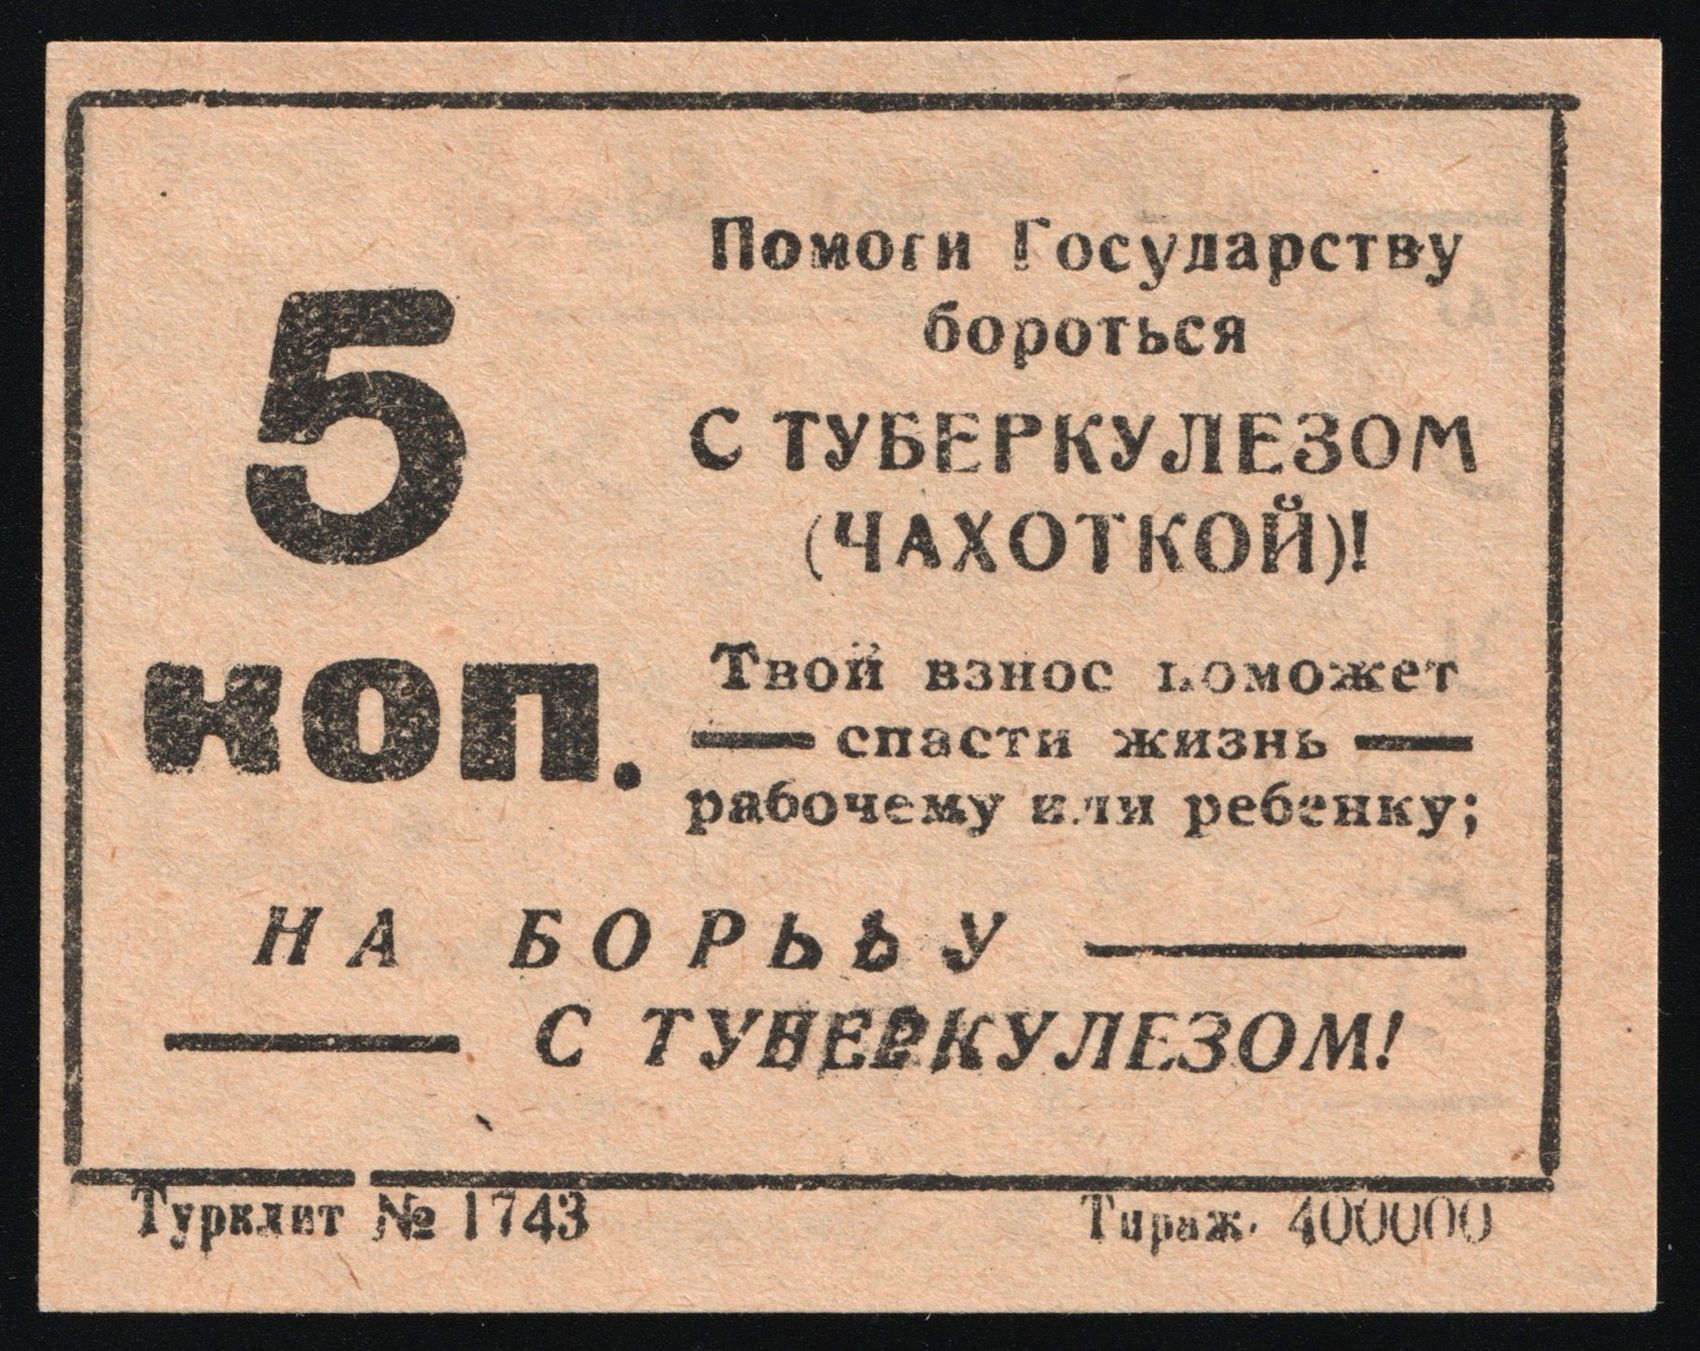 5
коп.
Помоги Государству
бороться
С ТУБЕРКУЛЕЗОМ
(ЧАХОТКОЙ)!
Твой взнос поможет
— спасти жизнь —
рабочему или ребенку;
НА БОРЬБУ —
— С ТУБЕРКУЛЕЗОМ!
Турклит № 1743
Тираж. 400000